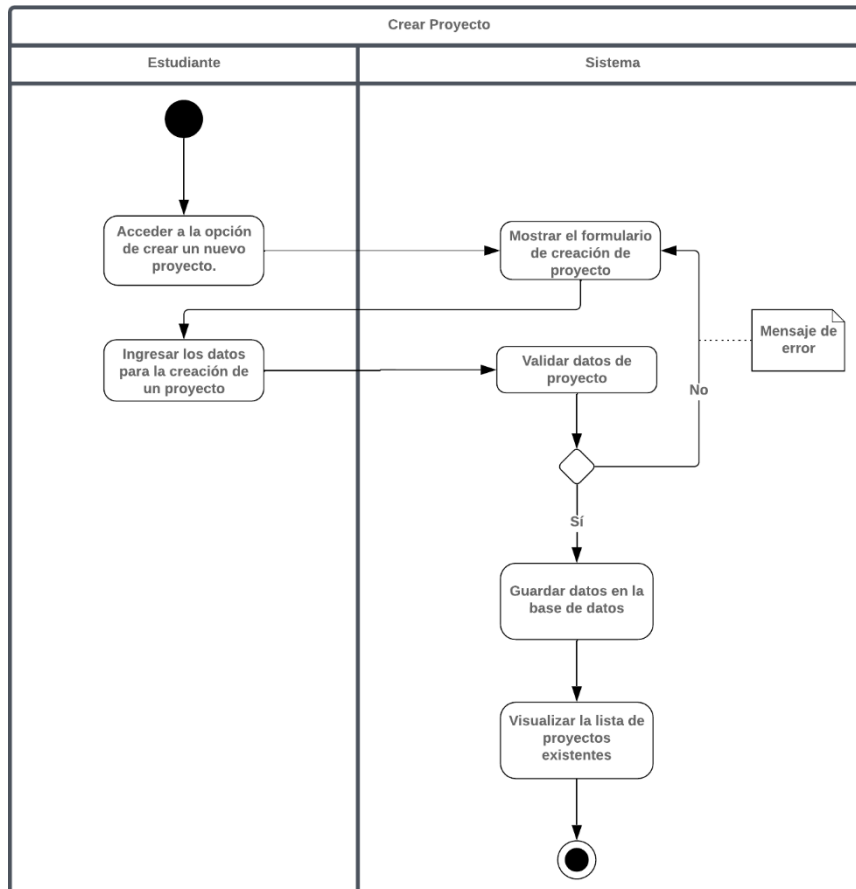 Crear Proyecto
Estudiante
Sistema
Acceder a la opción
de crear un nuevo
proyecto.
Mostrar el formulario
de creación de
proyecto
Ingresar los datos
para la creación de
un proyecto
Validar datos de
proyecto
Mensaje de
error
No
Sí
Guardar datos en la
base de datos
Visualizar la lista de
proyectos
existentes